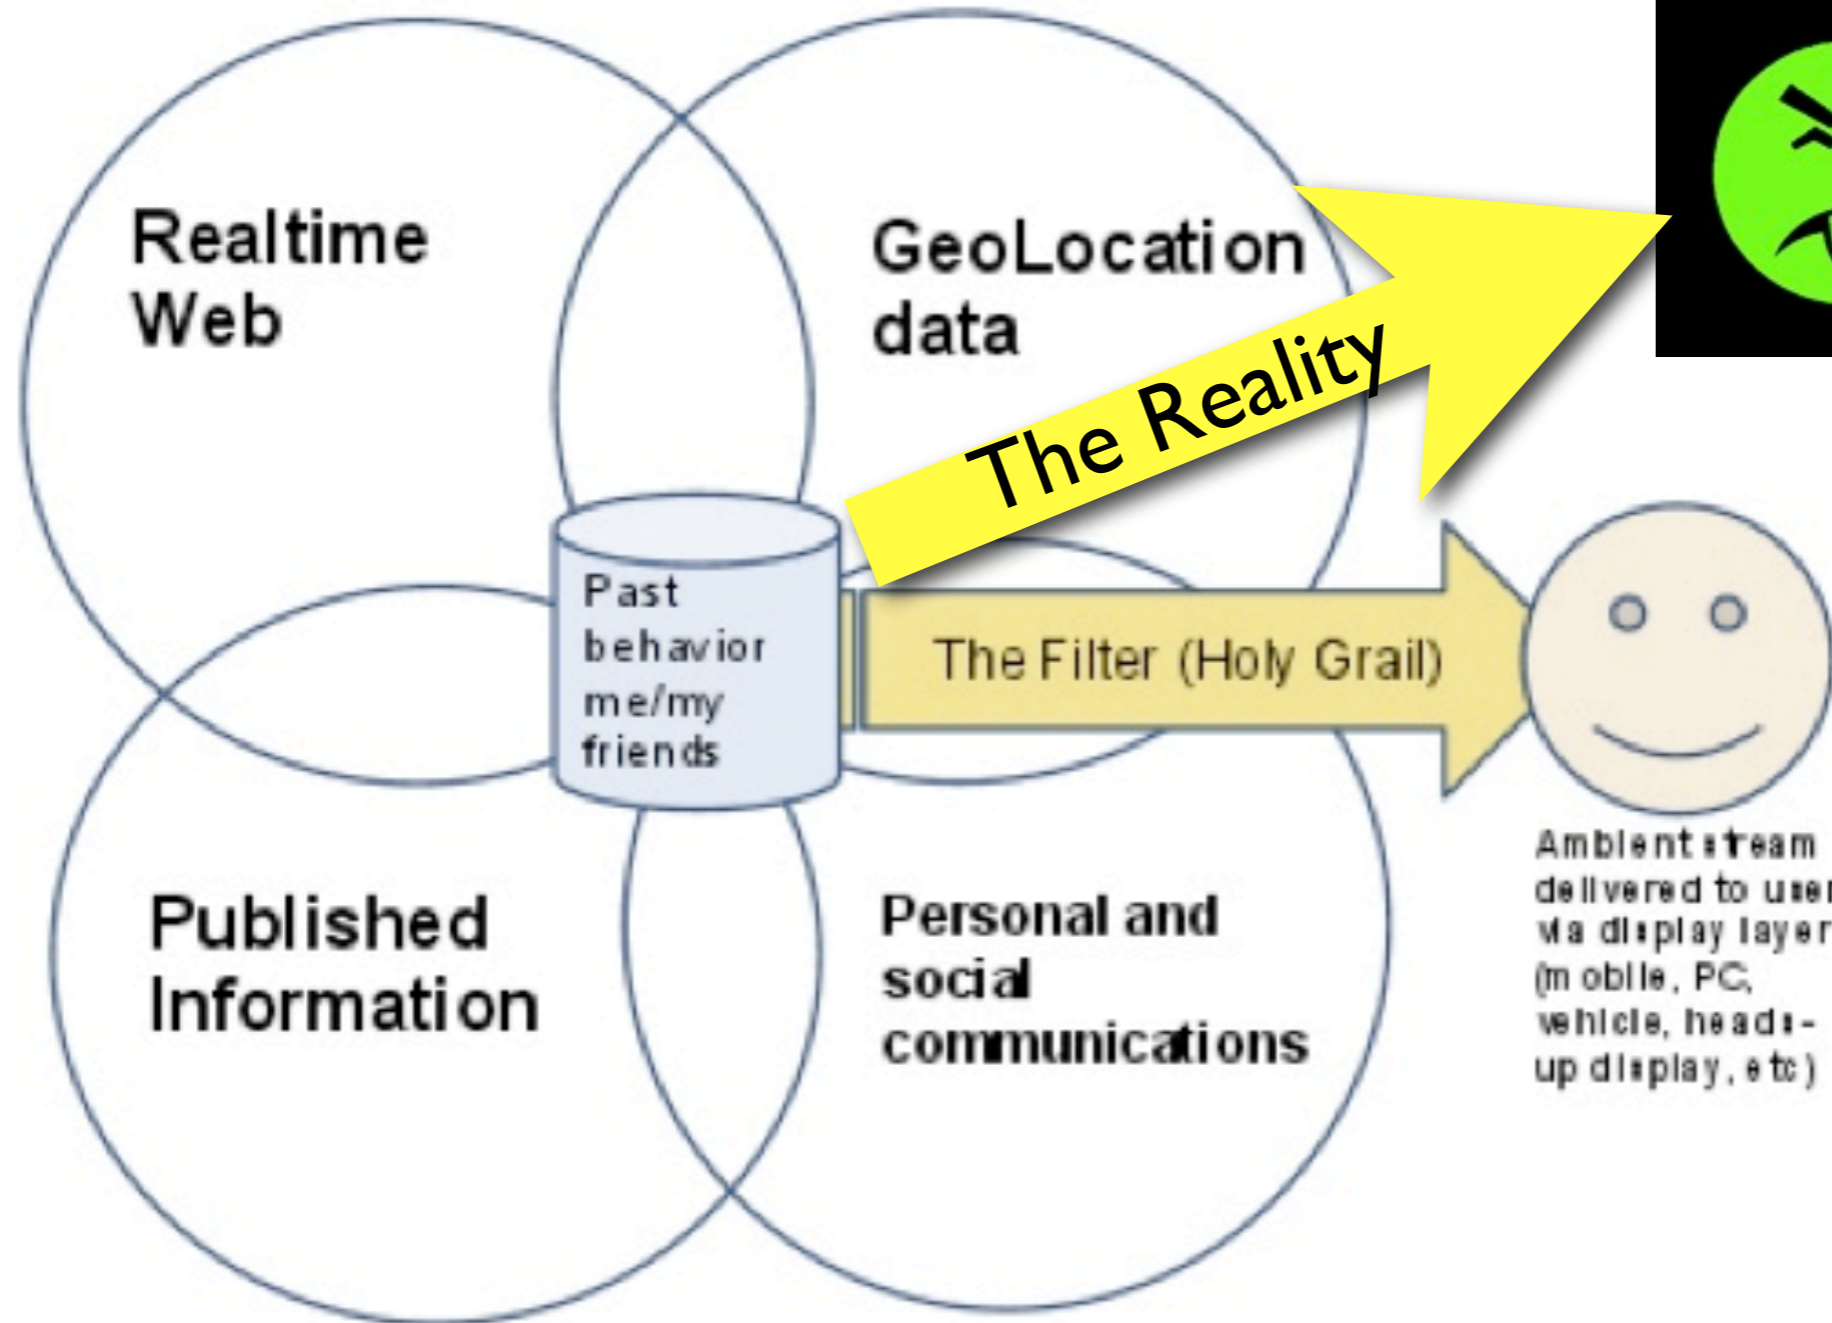 Realtime
Web
GeoLocation
data
The Reality
Past
behavior
me/my
friends
The Filter (Holy Grail)
Published
Information
Personal and
social
communications
Ambient stream
delivered to user
via display layer
(mobile, PC,
vehicle, heads-
up display, etc)